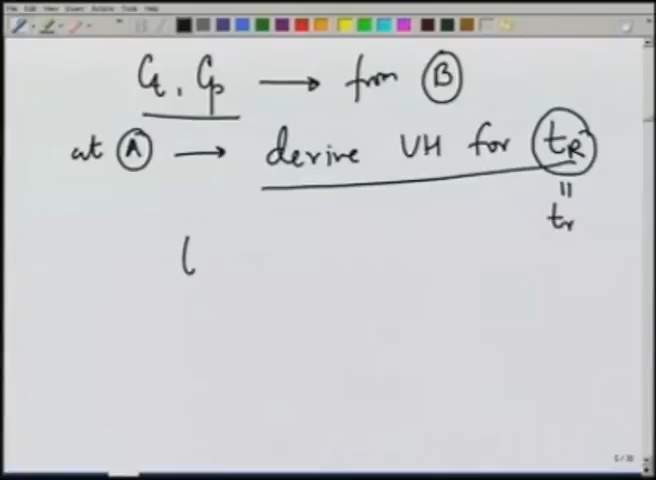 Ct, Cp → from B
at A → derive UH for tR
=
tr
(